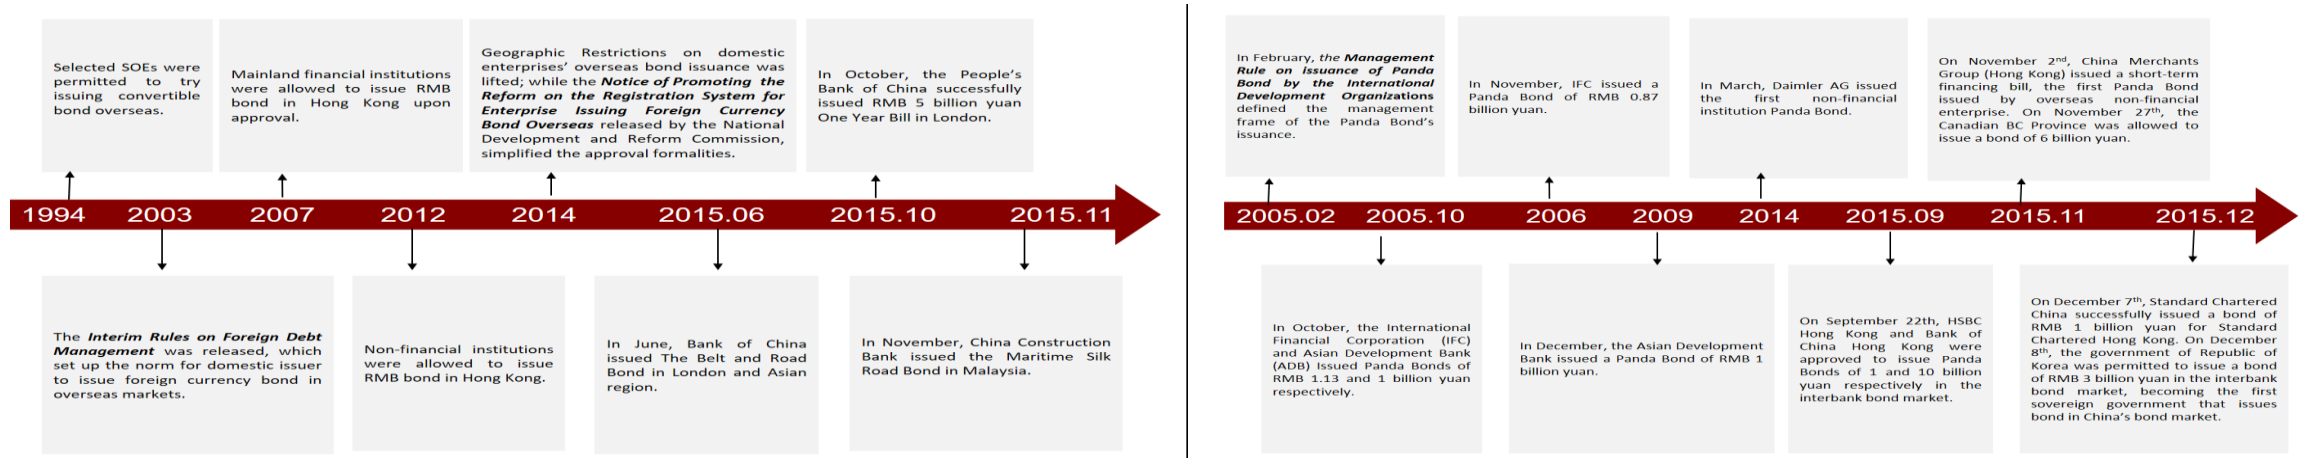 Selected SOEs were
permitted to try
issuing convertible
bond overseas.
Mainland financial institutions
were allowed to issue RMB
bond in Hong Kong upon
approval.
Geographic Restrictions on domestic
enterprises' overseas bond issuance was
lifted; while the Notice of Promoting the
Reform on the Registration System for
Enterprise Issuing Foreign Currency
Bond Overseas released by the National
Development and Reform Commission,
simplified the approval formalities.
In October, the People's
Bank of China successfully
issued RMB 5 billion yuan
One Year Bill in London.
1994 2003 2007 2012 2014 2015.06 2015.10 2015.11
The Interim Rules on Foreign Debt
Management was released, which
set up the norm for domestic issuer
to issue foreign currency bond in
overseas markets.
Non-financial institutions
were allowed to issue
RMB bond in Hong Kong.
In June, Bank of China
issued The Belt and Road
Bond in London and Asian
region.
In November, China Construction
Bank issued the Maritime Silk
Road Bond in Malaysia.
In February, the Management
Rule on issuance of Panda
Bond by the International
Development Organizations
defined the management
frame of the Panda Bond's
issuance.
In November, IFC issued a
Panda Bond of RMB 0.87
billion yuan.
In March, Daimler AG issued
the first non-financial
institution Panda Bond.
On November 2nd, China Merchants
Group (Hong Kong) issued a short-term
financing bill, the first Panda Bond
issued by overseas non-financial
enterprise. On November 27th, the
Canadian BC Province was allowed to
issue a bond of 6 billion yuan.
2005.02 2005.10 2006 2009 2014 2015.09 2015.11 2015.12
In October, the International
Financial Corporation (IFC)
and Asian Development Bank
(ADB) Issued Panda Bonds of
RMB 1.13 and 1 billion yuan
respectively.
In December, the Asian Development
Bank issued a Panda Bond of RMB 1
billion yuan.
On September 22th, HSBC
Hong Kong and Bank of
China Hong Kong were
approved to issue Panda
Bonds of 1 and 10 billion
yuan respectively in the
interbank bond market.
On December 7th, Standard Chartered
China successfully issued a bond of
RMB 1 billion yuan for Standard
Chartered Hong Kong. On December
8th, the government of Republic of
Korea was permitted to issue a bond
of RMB 3 billion yuan in the interbank
bond market, becoming the first
sovereign government that issues
bond in China's bond market.